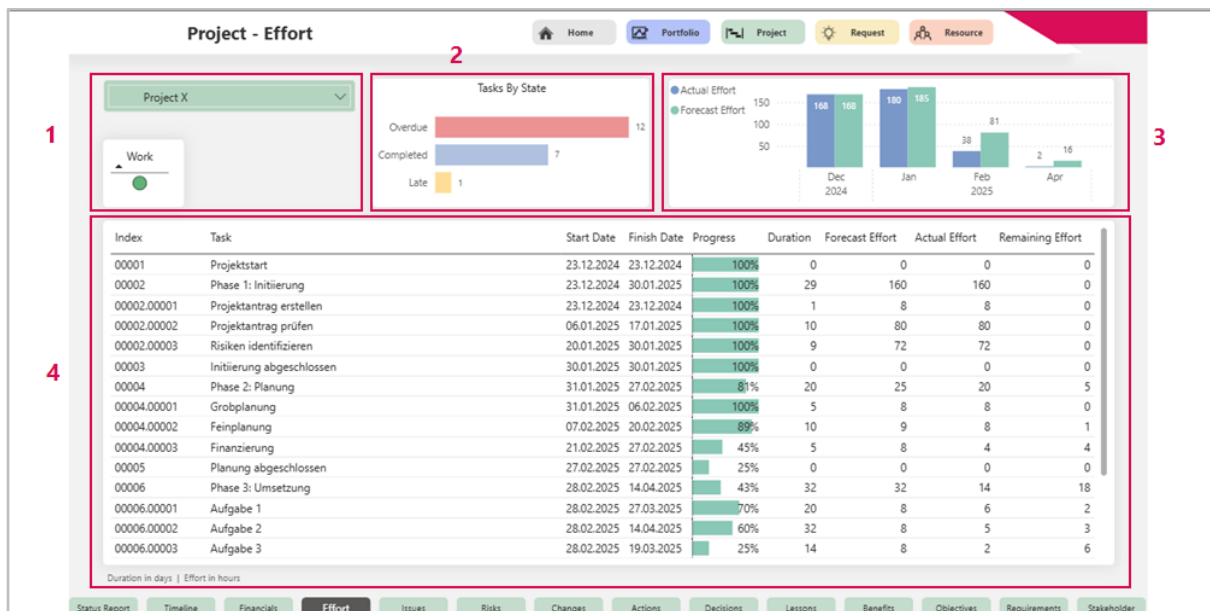 Project - Effort
Home
Portfolio
Project
Request
Resource
1
2
3
4
Project X
Work
Tasks By State
Overdue 12
Completed 7
Late 1
Actual Effort
Forecast Effort
150
100
50
168 168 180 185 38 81 2 16
Dec Jan Feb Apr
2024 2025
Index Task Start Date Finish Date Progress Duration Forecast Effort Actual Effort Remaining Effort
00001 Projektstart 23.12.2024 23.12.2024 100% 0 0 0 0
00002 Phase 1: Initiierung 23.12.2024 30.01.2025 100% 29 160 160 0
00002.00001 Projektantrag erstellen 23.12.2024 23.12.2024 100% 1 8 8 0
00002.00002 Projektantrag prüfen 06.01.2025 17.01.2025 100% 10 80 80 0
00002.00003 Risiken identifizieren 20.01.2025 30.01.2025 100% 9 72 72 0
00003 Initiierung abgeschlossen 30.01.2025 30.01.2025 100% 0 0 0 0
00004 Phase 2: Planung 31.01.2025 27.02.2025 81% 20 25 20 5
00004.00001 Grobplanung 31.01.2025 06.02.2025 100% 5 8 8 0
00004.00002 Feinplanung 07.02.2025 20.02.2025 89% 10 9 8 1
00004.00003 Finanzierung 21.02.2025 27.02.2025 45% 5 8 4 4
00005 Planung abgeschlossen 27.02.2025 27.02.2025 25% 0 0 0 0
00006 Phase 3: Umsetzung 28.02.2025 14.04.2025 43% 32 32 14 18
00006.00001 Aufgabe 1 28.02.2025 27.03.2025 70% 20 8 6 2
00006.00002 Aufgabe 2 28.02.2025 14.04.2025 60% 32 8 5 3
00006.00003 Aufgabe 3 28.02.2025 19.03.2025 25% 14 8 2 6
Duration in days | Effort in hours
Status Report Timeline Financials Effort Issues Risks Changes Actions Decisions Lessons Benefits Objectives Requirements Stakeholder